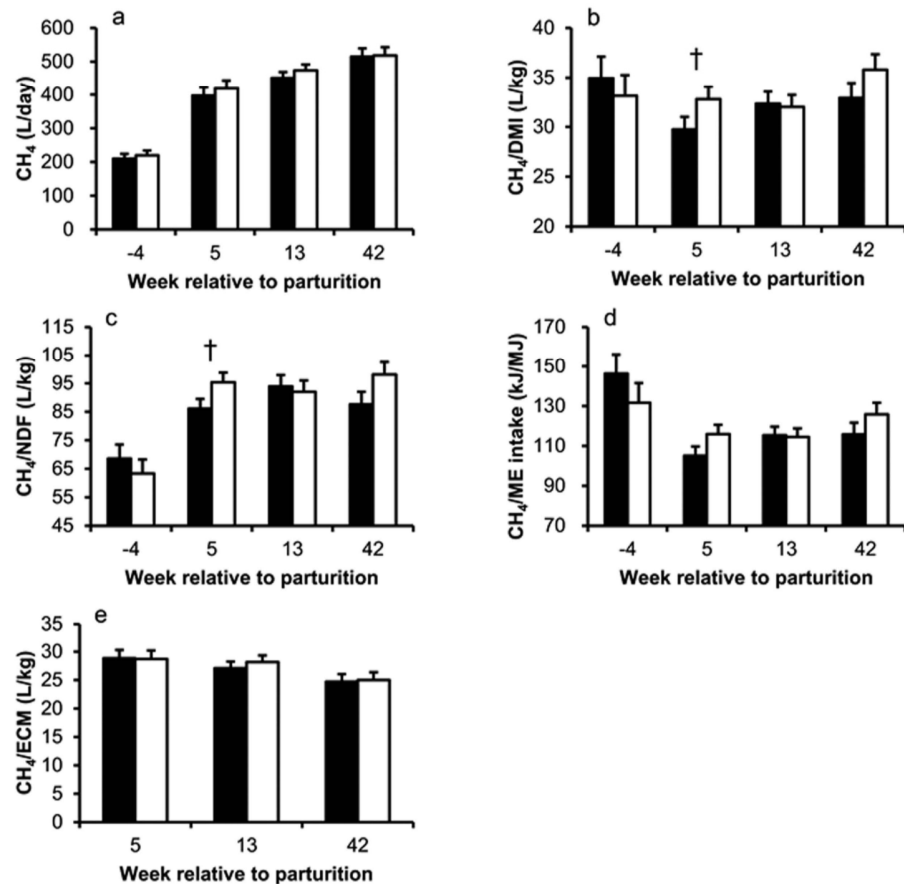 a
600
500
400
300
200
100
0
CH₄ (L/day)
-4 5 13 42
Week relative to parturition
b
†
40
35
30
25
20
CH₄/DMI (L/kg)
-4 5 13 42
Week relative to parturition
c
†
115
105
95
85
75
65
55
45
CH₄/NDF (L/kg)
-4 5 13 42
Week relative to parturition
d
170
150
130
110
90
70
CH₄/ME intake (kJ/MJ)
-4 5 13 42
Week relative to parturition
e
35
30
25
20
15
10
5
0
CH₄/ECM (L/kg)
5 13 42
Week relative to parturition